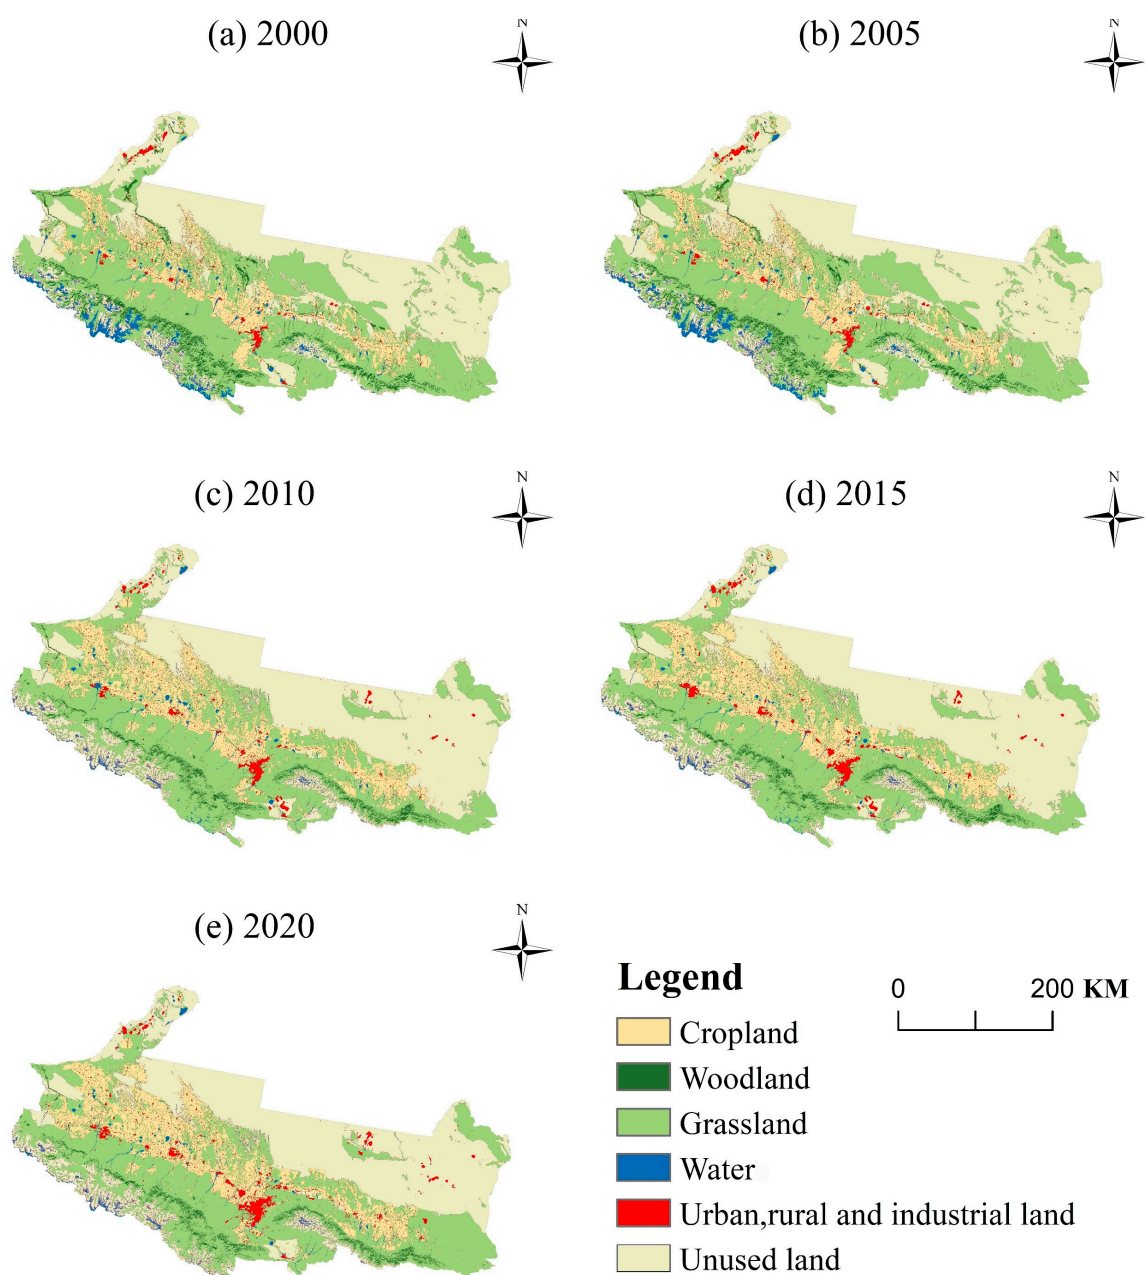 (a) 2000
N
(b) 2005
N
(c) 2010
N
(d) 2015
N
(e) 2020
N
Legend
0 200 KM
Cropland
Woodland
Grassland
Water
Urban,rural and industrial land
Unused land